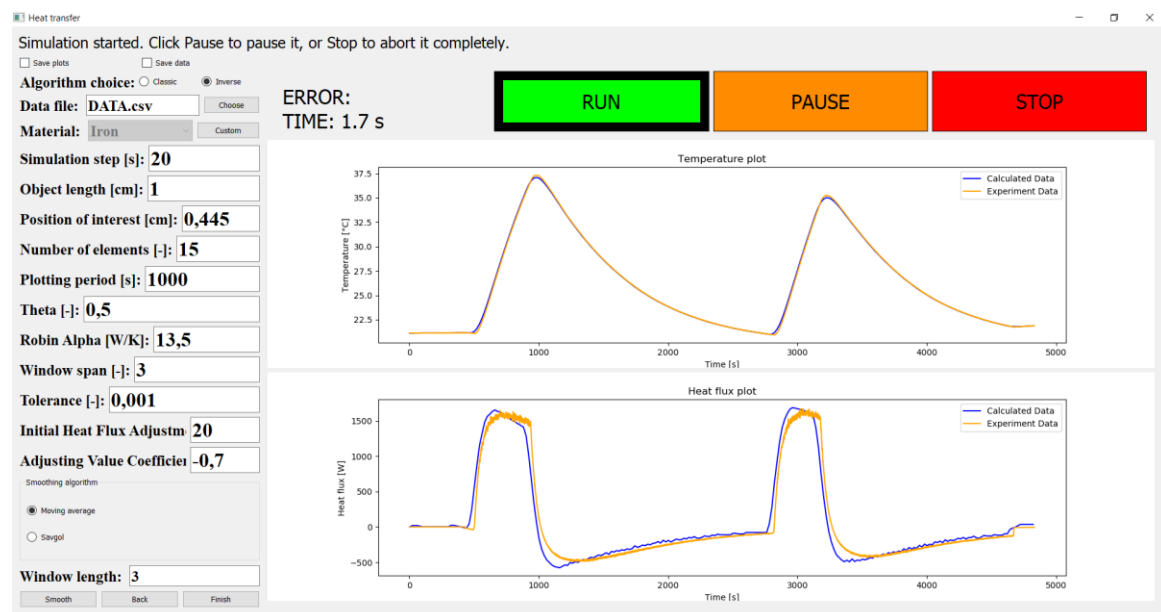 Heat transfer
Simulation started. Click Pause to pause it, or Stop to abort it completely.
Save plots Save data
Algorithm choice: Classic Inverse
Data file: DATA.csv Choose
Material: Iron Custom
Simulation step [s]: 20
Object length [cm]: 1
Position of interest [cm]: 0,445
Number of elements [-]: 15
Plotting period [s]: 1000
Theta [-]: 0,5
Robin Alpha [W/K]: 13,5
Window span [-]: 3
Tolerance [-]: 0,001
Initial Heat Flux Adjustm 20
Adjusting Value Coefficien -0,7
Smoothing algorithm
Moving average
Savgol
Window length: 3
Smooth Back Finish
ERROR:
TIME: 1.7 s
RUN PAUSE STOP
Temperature plot
Calculated Data
Experiment Data
Temperature [°C]
37.5
35.0
32.5
30.0
27.5
25.0
22.5
0 1000 2000 3000 4000 5000
Time [s]
Heat flux plot
Calculated Data
Experiment Data
Heat flux [W]
1500
1000
500
0
−500
0 1000 2000 3000 4000 5000
Time [s]